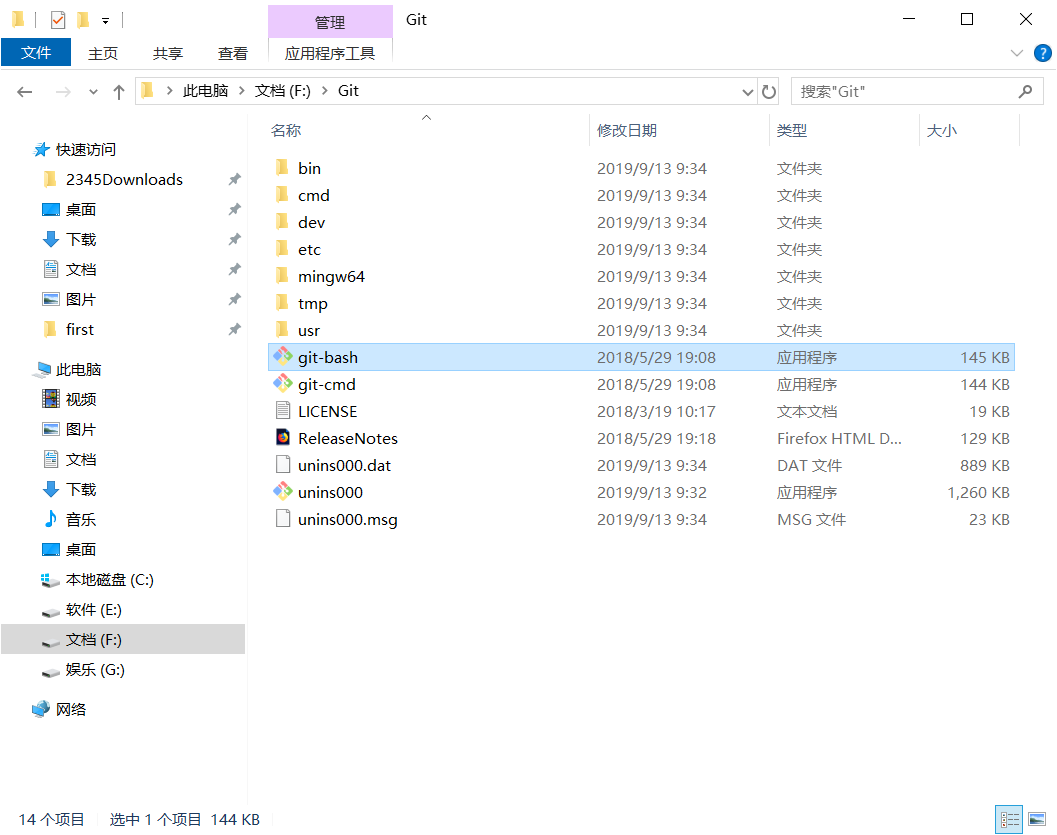 管理 Git
文件 主页 共享 查看 应用程序工具
此电脑 文档 (F:) Git 搜索"Git"
名称 修改日期 类型 大小
快速访问
2345Downloads
桌面
下载
文档
图片
first
此电脑
视频
图片
文档
下载
音乐
桌面
本地磁盘 (C:)
软件 (E:)
文档 (F:)
娱乐 (G:)
网络
bin 2019/9/13 9:34 文件夹
cmd 2019/9/13 9:34 文件夹
dev 2019/9/13 9:34 文件夹
etc 2019/9/13 9:34 文件夹
mingw64 2019/9/13 9:34 文件夹
tmp 2019/9/13 9:34 文件夹
usr 2019/9/13 9:34 文件夹
git-bash 2018/5/29 19:08 应用程序 145 KB
git-cmd 2018/5/29 19:08 应用程序 144 KB
LICENSE 2018/3/19 10:17 文本文档 19 KB
ReleaseNotes 2018/5/29 19:18 Firefox HTML D... 129 KB
unins000.dat 2019/9/13 9:34 DAT 文件 889 KB
unins000 2019/9/13 9:32 应用程序 1,260 KB
unins000.msg 2019/9/13 9:34 MSG 文件 23 KB
14 个项目 选中 1 个项目 144 KB